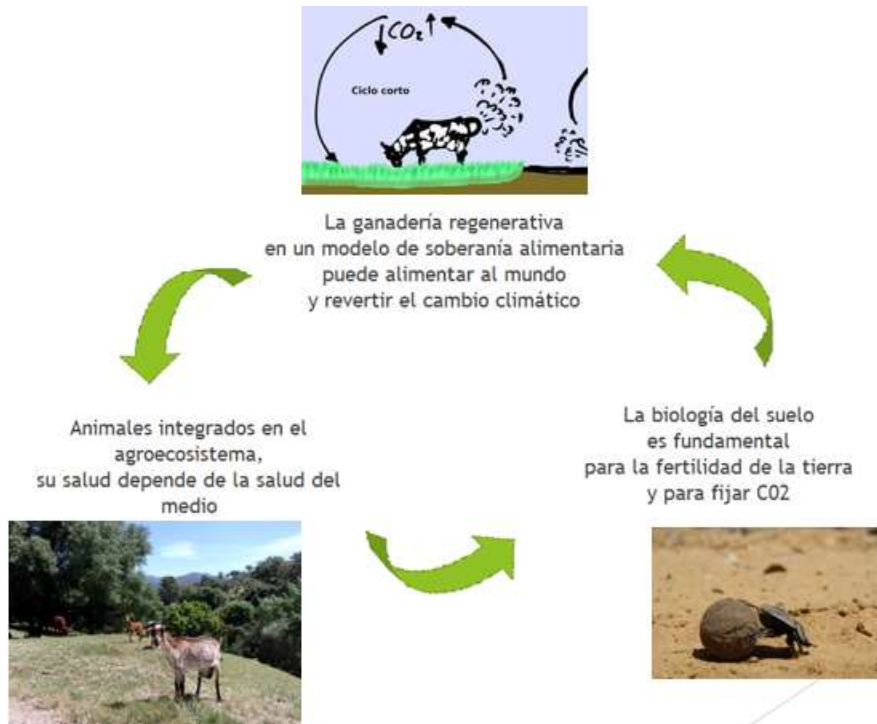 CO₂
Ciclo corto
La ganadería regenerativa
en un modelo de soberanía alimentaria
puede alimentar al mundo
y revertir el cambio climático
Animales integrados en el
agroecosistema,
su salud depende de la salud del
medio
La biología del suelo
es fundamental
para la fertilidad de la tierra
y para fijar C02